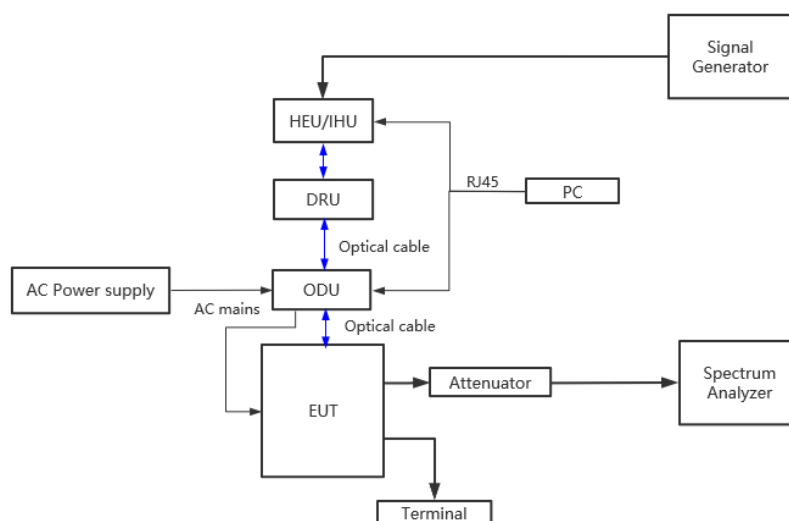 Signal
Generator
HEU/IHU
RJ45
PC
DRU
Optical cable
AC Power supply
AC mains
ODU
Optical cable
EUT
Attenuator
Spectrum
Analyzer
Terminal